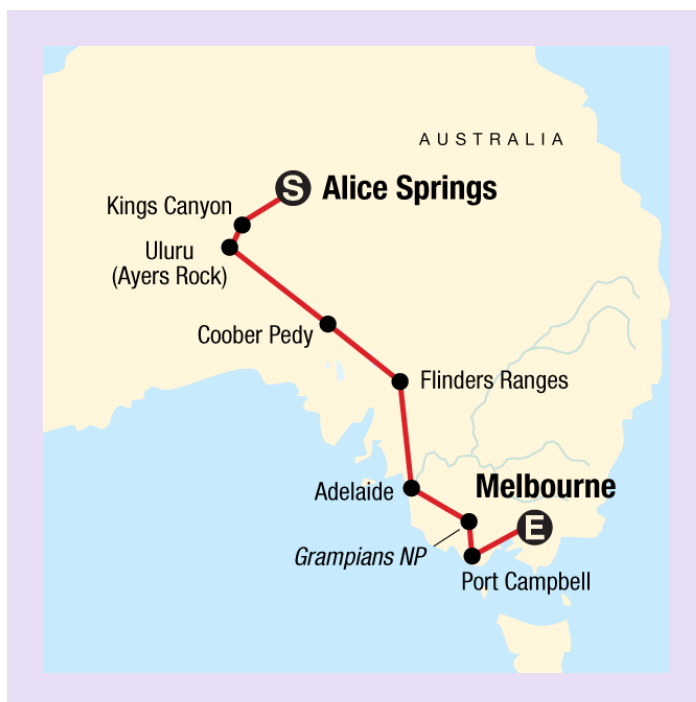 AUSTRALIA
S Alice Springs
Kings Canyon
Uluru
(Ayers Rock)
Coober Pedy
Flinders Ranges
Adelaide
Melbourne
E
Grampians NP
Port Campbell